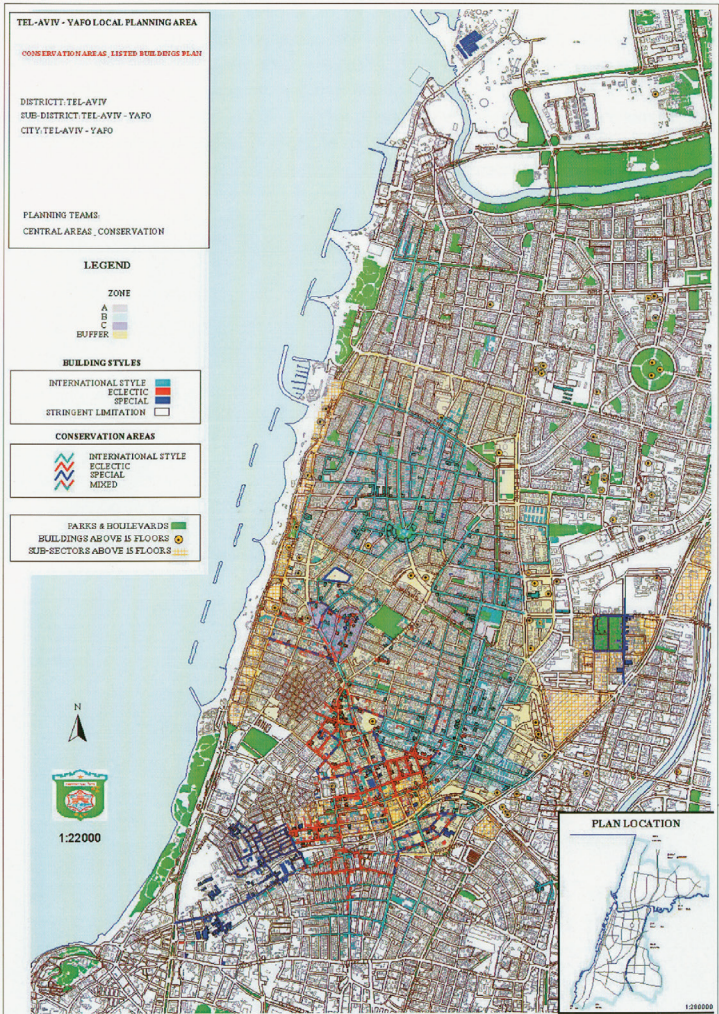 TEL-AVIV - YAFO LOCAL PLANNING AREA
CONSERVATION AREAS, LISTED BUILDINGS PLAN
DISTRICTT: TEL-AVIV
SUB-DISTRICT: TEL-AVIV - YAFO
CITY: TEL-AVIV - YAFO
PLANNING TEAMS:
CENTRAL AREAS, CONSERVATION
LEGEND
ZONE
A
B
C
BUFFER
BUILDING STYLES
INTERNATIONAL STYLE
ECLECTIC
SPECIAL
STRINGENT LIMITATION
CONSERVATION AREAS
INTERNATIONAL STYLE
ECLECTIC
SPECIAL
MIXED
PARKS & BOULEVARDS
BUILDINGS ABOVE 15 FLOORS
SUB-SECTORS ABOVE 15 FLOORS
N
1:22000
PLAN LOCATION
1:200000